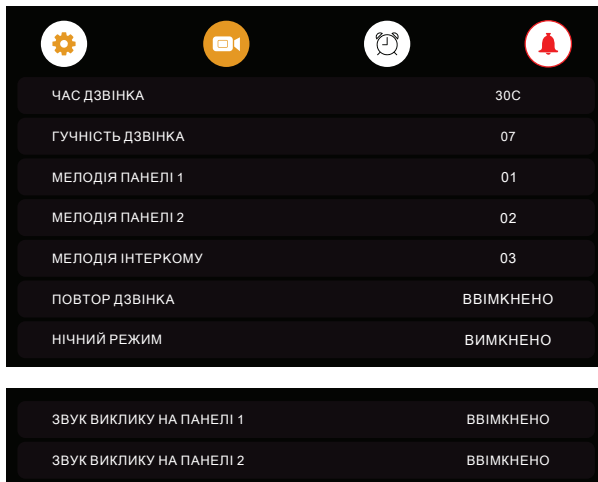 ЧАС ДЗВІНКА 30С
ГУЧНІСТЬ ДЗВІНКА 07
МЕЛОДІЯ ПАНЕЛІ 1 01
МЕЛОДІЯ ПАНЕЛІ 2 02
МЕЛОДІЯ ІНТЕРКОМУ 03
ПОВТОР ДЗВІНКА ВВІМКНЕНО
НІЧНИЙ РЕЖИМ ВИМКНЕНО
ЗВУК ВИКЛИКУ НА ПАНЕЛІ 1 ВВІМКНЕНО
ЗВУК ВИКЛИКУ НА ПАНЕЛІ 2 ВВІМКНЕНО